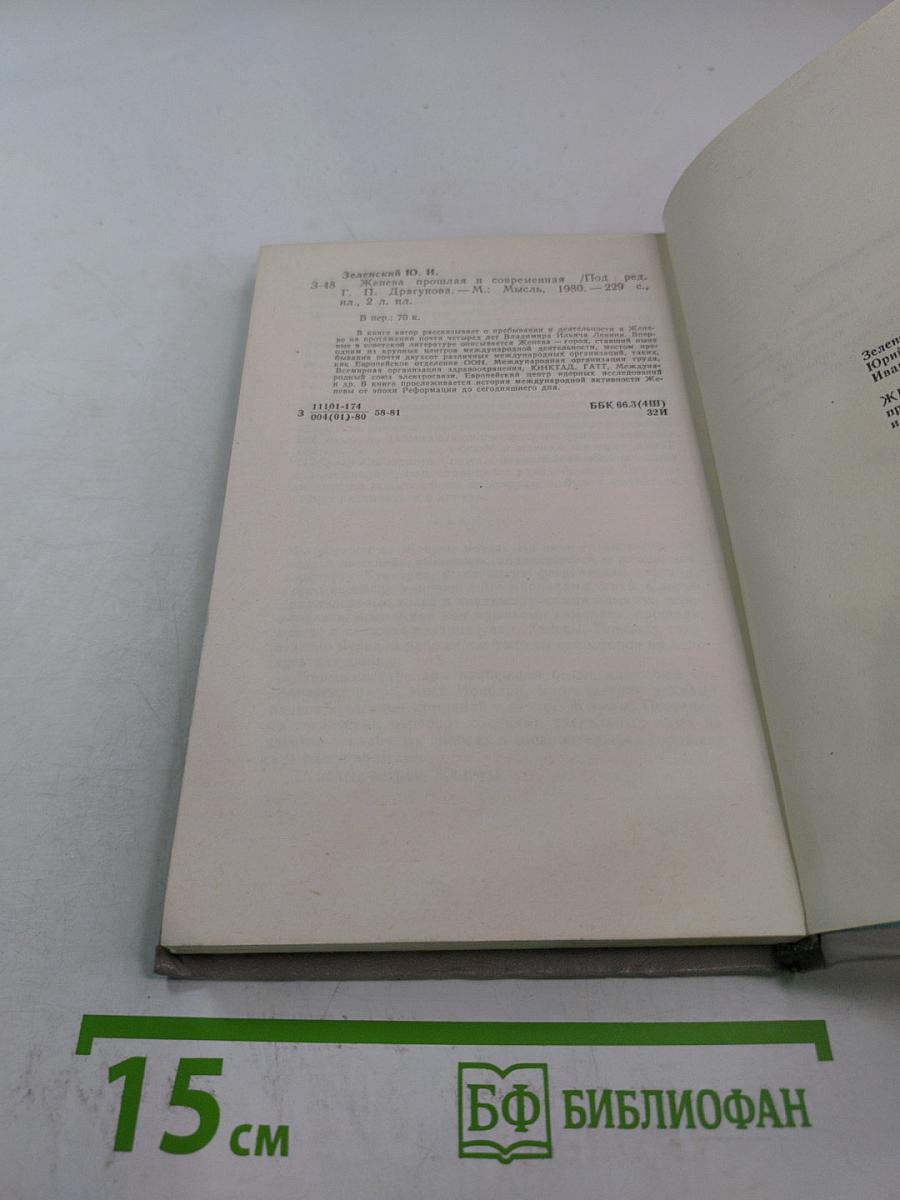 Зеленский Ю. И.
З-48 Женева прошлая и современная /Под ред.
Г. П. Драгунова. — М.: Мысль, 1980. — 229 с.,
ил., 2 л. ил.
В пер.: 70 к.
В книге автор рассказывает о пребывании и деятельности в Жене-
ве на протяжении почти четырех лет Владимира Ильича Ленина. Впер-
вые в советской литературе описывается Женева — город, ставший ныне
одним из крупных центров международной деятельности, местом пре-
бывания почти двухсот различных международных организаций, таких,
как Европейское отделение ООН, Международная организация труда,
Всемирная организация здравоохранения, ЮНКТАД, ГАТТ, Междуна-
родный союз электросвязи, Европейский центр ядерных исследований
и др. В книге прослеживается история международной активности Же-
невы от эпохи Реформации до сегодняшнего дня.
З 11101-174
004(01)-80 58-81
ББК 66.3(4Ш)
32И
Зелен
Юрий
Иван
Ж
пр
и
15 см
БФ БИБЛИОФАН